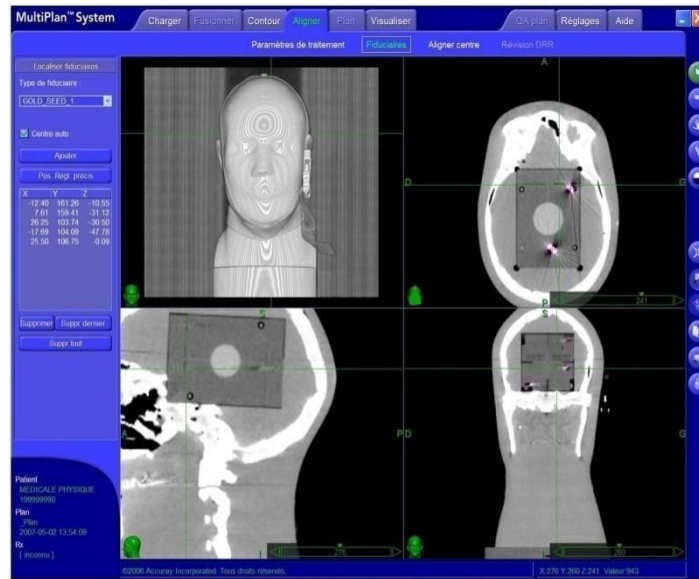 MultiPlan™ System
Charger Fusionner Contour Aligner Plan Visualiser QA plan Réglages Aide
Paramètres de traitement Fiduciaires Aligner centre Révision DRR
Localiser fiduciaires
Type de fiduciaire :
GOLD_SEED_1
Centre auto
Ajouter
Pos. Régl. précis
X Y Z
-12.40 161.26 -10.55
7.61 159.41 -31.12
26.25 103.74 -30.50
-17.69 104.09 -47.78
25.50 106.75 -0.09
Supprimer Suppr dernier
Suppr tout
Patient
MEDICALE PHYSIQUE
199999990
Plan
_Plan
2007-05-02 13:54:09
Rx
[ inconnu ]
A
D G
P
241
S
A P
I
276
S
D G
I
260
©2006 Accuray Incorporated. Tous droits réservés.
X:276 Y:260 Z:241 Valeur:943